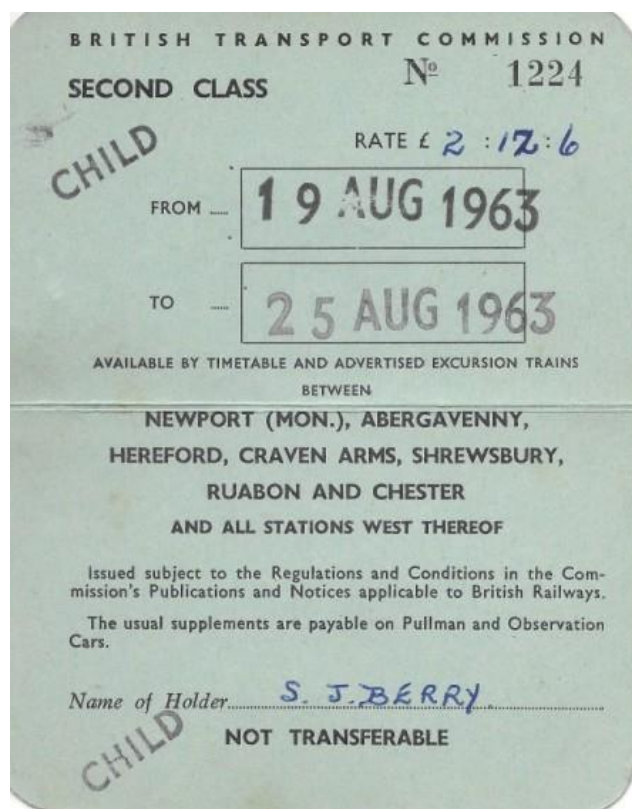 BRITISH TRANSPORT COMMISSION
SECOND CLASS Nº 1224
CHILD
RATE £ 2 : 12 : 6
FROM ..... 19 AUG 1963
TO ..... 25 AUG 1963
AVAILABLE BY TIMETABLE AND ADVERTISED EXCURSION TRAINS
BETWEEN
NEWPORT (MON.), ABERGAVENNY,
HEREFORD, CRAVEN ARMS, SHREWSBURY,
RUABON AND CHESTER
AND ALL STATIONS WEST THEREOF
Issued subject to the Regulations and Conditions in the Com-
mission's Publications and Notices applicable to British Railways.
The usual supplements are payable on Pullman and Observation
Cars.
Name of Holder..... S. J. BERRY.
CHILD
NOT TRANSFERABLE